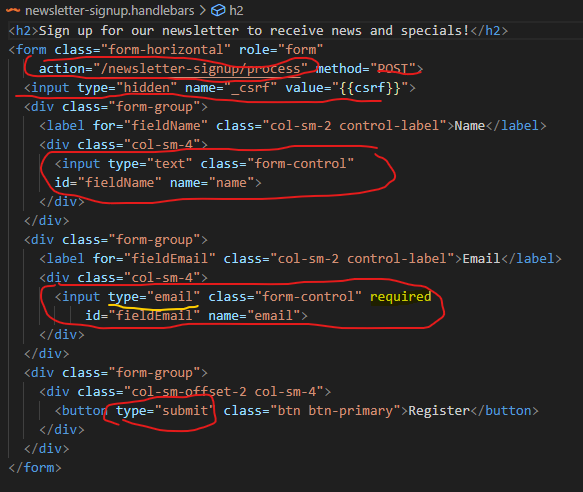 newsletter-signup.handlebars > h2
<h2>Sign up for our newsletter to receive news and specials!</h2>
<form class="form-horizontal" role="form"
action="/newsletter-signup/process" method="POST">
<input type="hidden" name="_csrf" value="{{csrf}}">
<div class="form-group">
<label for="fieldName" class="col-sm-2 control-label">Name</label>
<div class="col-sm-4">
<input type="text" class="form-control"
id="fieldName" name="name">
</div>
</div>
<div class="form-group">
<label for="fieldEmail" class="col-sm-2 control-label">Email</label>
<div class="col-sm-4">
<input type="email" class="form-control" required
id="fieldEmail" name="email">
</div>
</div>
<div class="form-group">
<div class="col-sm-offset-2 col-sm-4">
<button type="submit" class="btn btn-primary">Register</button>
</div>
</div>
</form>